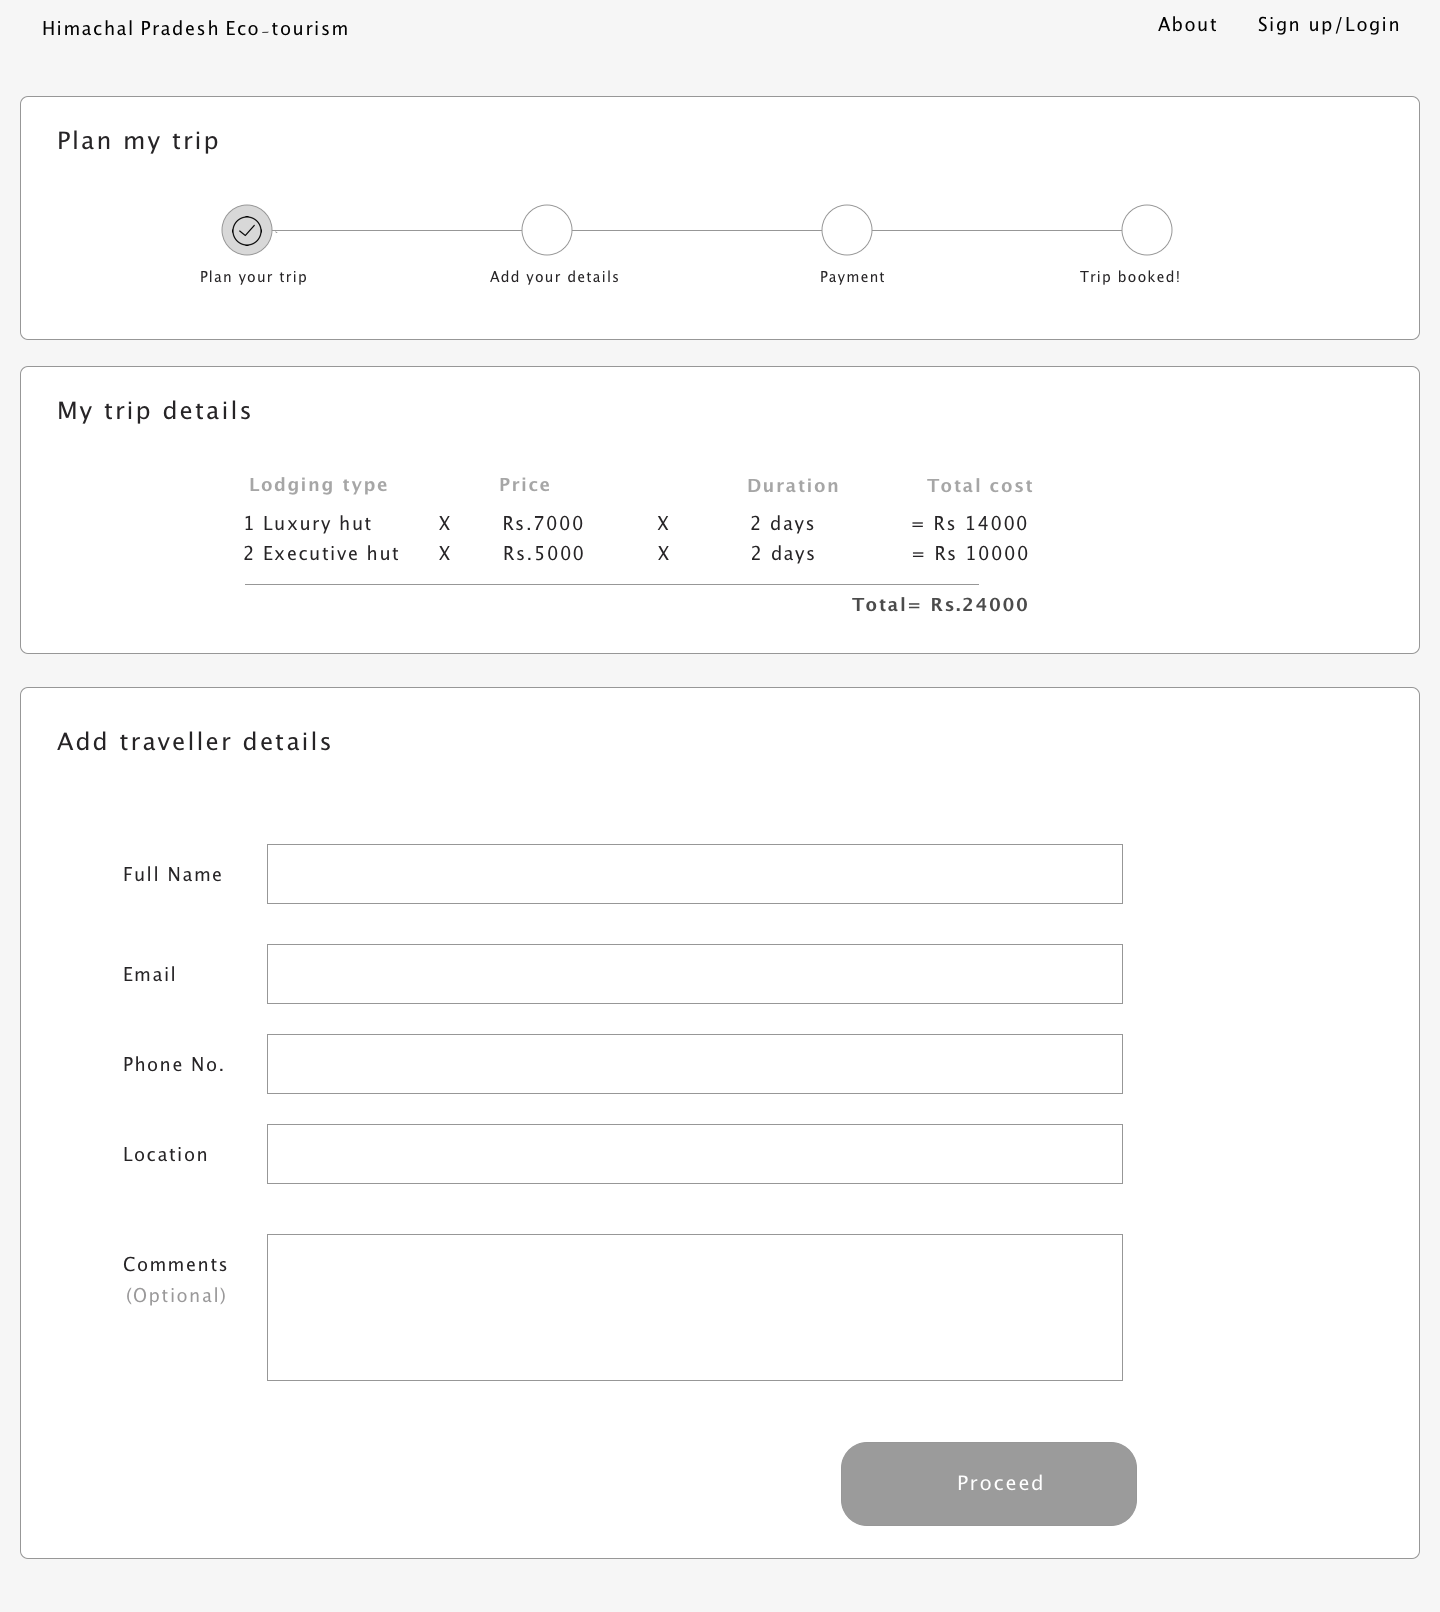 Himachal Pradesh Eco-tourism About Sign up/Login
Plan my trip
Plan your trip Add your details Payment Trip booked!
My trip details
Lodging type Price Duration Total cost
1 Luxury hut X Rs.7000 X 2 days = Rs 14000
2 Executive hut X Rs.5000 X 2 days = Rs 10000
Total= Rs.24000
Add traveller details
Full Name
Email
Phone No.
Location
Comments
(Optional)
Proceed